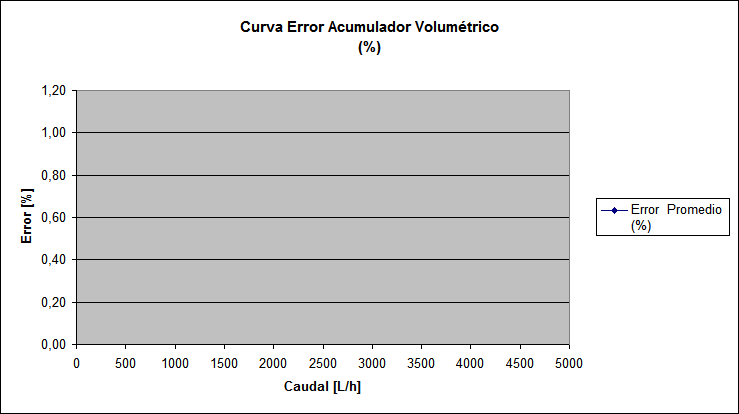 Curva Error Acumulador Volumétrico
(%)
1,20
1,00
0,80
0,60
0,40
0,20
0,00
Error [%]
0 500 1000 1500 2000 2500 3000 3500 4000 4500 5000
Caudal [L/h]
Error Promedio
(%)